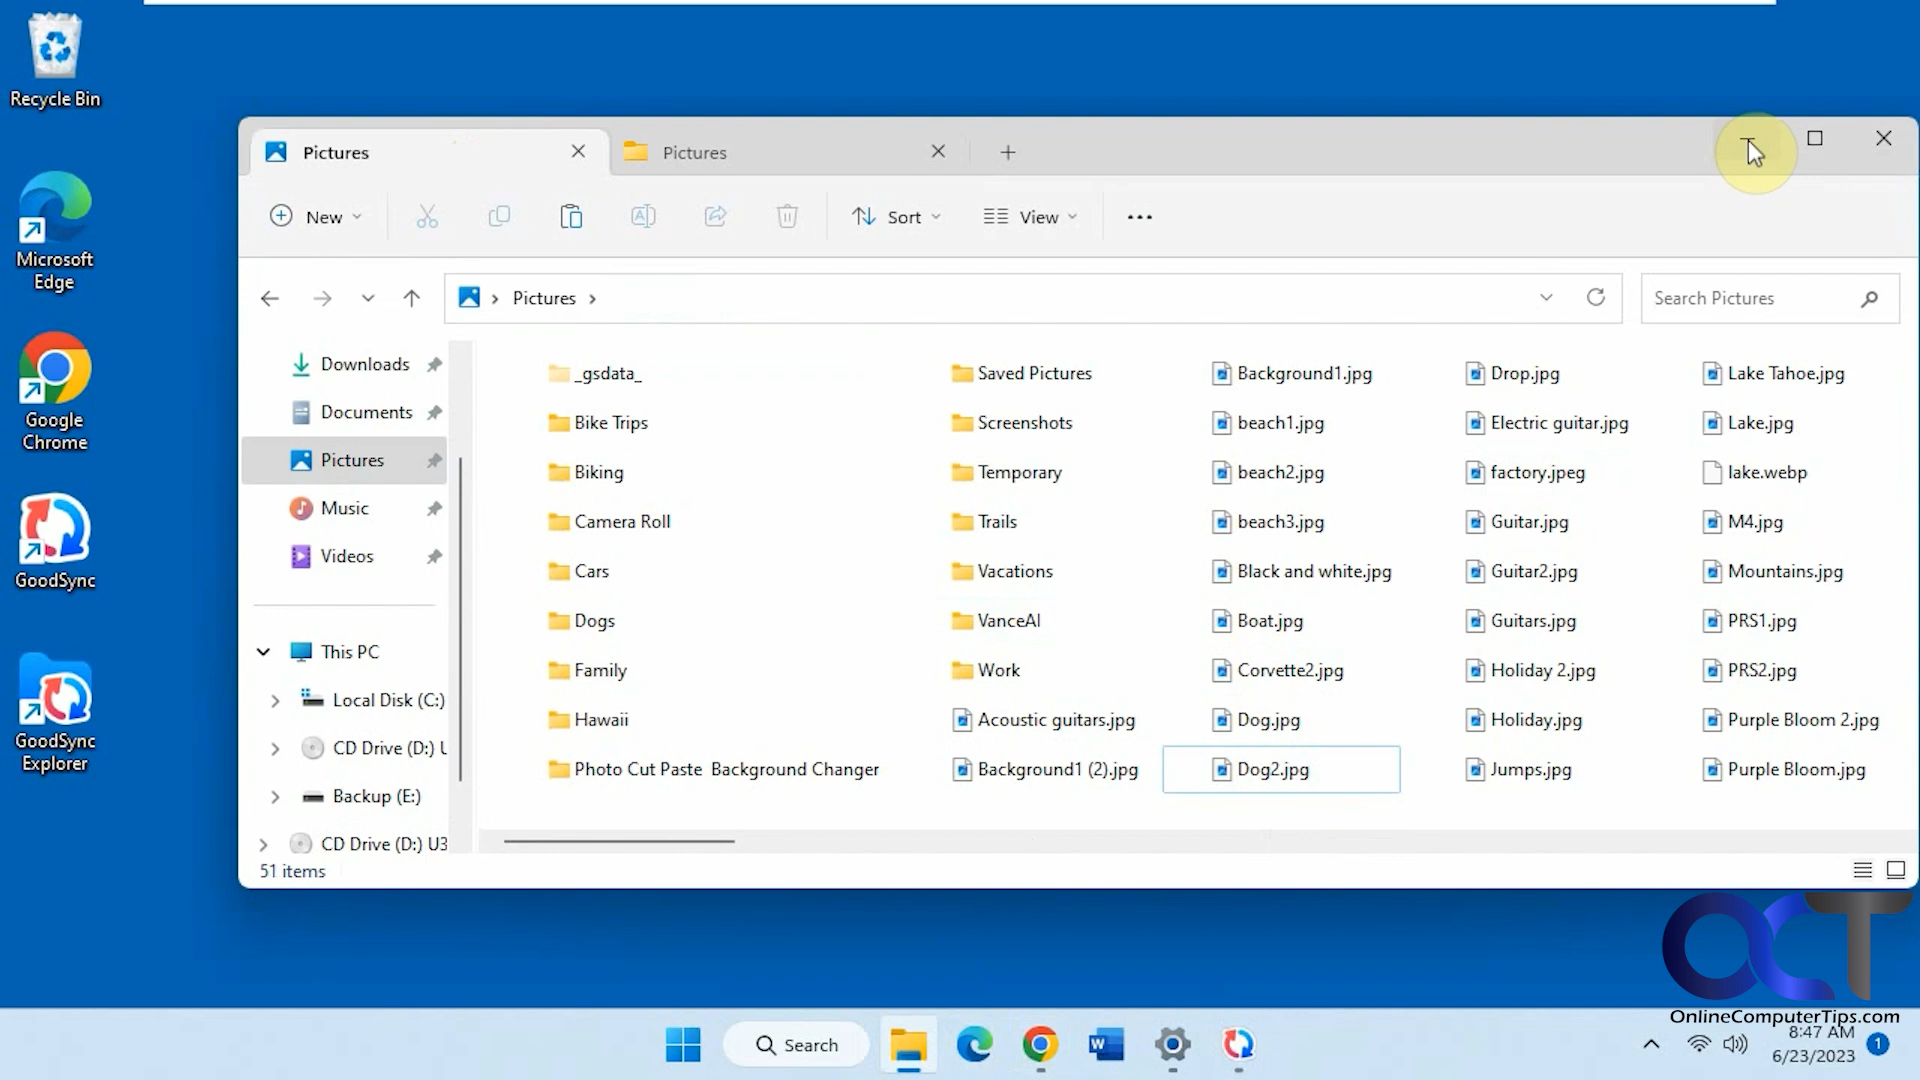 Recycle Bin
Microsoft
Edge
Google
Chrome
GoodSync
GoodSync
Explorer
Pictures
Pictures
New
Sort
View
Pictures
Search Pictures
Downloads
Documents
Pictures
Music
Videos
This PC
Local Disk (C:)
CD Drive (D:) U
Backup (E:)
CD Drive (D:) U3
_gsdata_
Bike Trips
Biking
Camera Roll
Cars
Dogs
Family
Hawaii
Photo Cut Paste Background Changer
Saved Pictures
Screenshots
Temporary
Trails
Vacations
VanceAI
Work
Acoustic guitars.jpg
Background1 (2).jpg
Background1.jpg
beach1.jpg
beach2.jpg
beach3.jpg
Black and white.jpg
Boat.jpg
Corvette2.jpg
Dog.jpg
Dog2.jpg
Drop.jpg
Electric guitar.jpg
factory.jpeg
Guitar.jpg
Guitar2.jpg
Guitars.jpg
Holiday 2.jpg
Holiday.jpg
Jumps.jpg
Lake Tahoe.jpg
Lake.jpg
lake.webp
M4.jpg
Mountains.jpg
PRS1.jpg
PRS2.jpg
Purple Bloom 2.jpg
Purple Bloom.jpg
51 items
OCT
OnlineComputerTips.com
Search
W
8:47 AM
6/23/2023
1